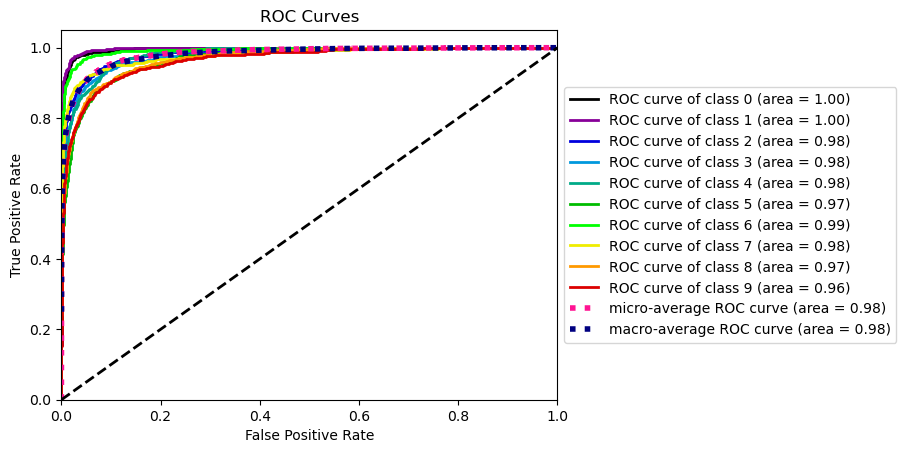 ROC Curves
True Positive Rate
1.0
0.8
0.6
0.4
0.2
0.0
0.0 0.2 0.4 0.6 0.8 1.0
False Positive Rate
ROC curve of class 0 (area = 1.00)
ROC curve of class 1 (area = 1.00)
ROC curve of class 2 (area = 0.98)
ROC curve of class 3 (area = 0.98)
ROC curve of class 4 (area = 0.98)
ROC curve of class 5 (area = 0.97)
ROC curve of class 6 (area = 0.99)
ROC curve of class 7 (area = 0.98)
ROC curve of class 8 (area = 0.97)
ROC curve of class 9 (area = 0.96)
micro-average ROC curve (area = 0.98)
macro-average ROC curve (area = 0.98)